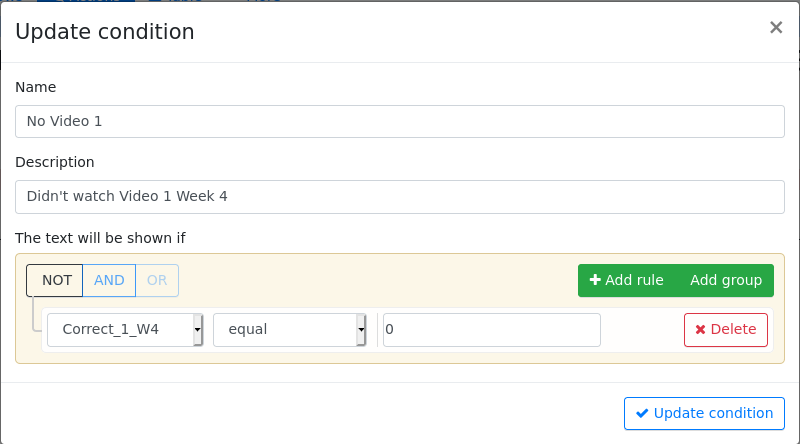 Update condition
×
Name
No Video 1
Description
Didn't watch Video 1 Week 4
The text will be shown if
NOT AND OR
Add rule Add group
Correct_1_W4 equal 0 Delete
Update condition